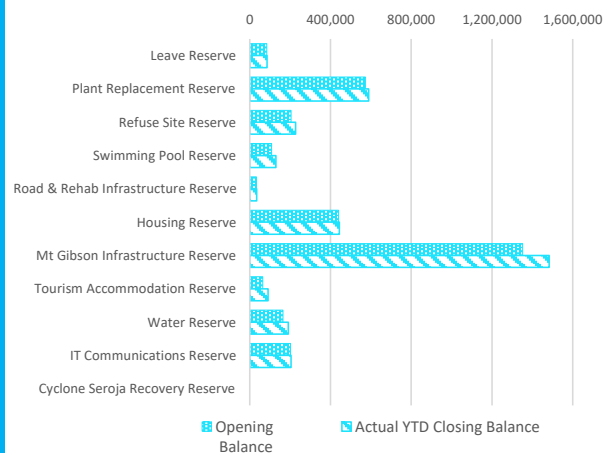 0 400,000 800,000 1,200,000 1,600,000
Leave Reserve
Plant Replacement Reserve
Refuse Site Reserve
Swimming Pool Reserve
Road & Rehab Infrastructure Reserve
Housing Reserve
Mt Gibson Infrastructure Reserve
Tourism Accommodation Reserve
Water Reserve
IT Communications Reserve
Cyclone Seroja Recovery Reserve
Opening Actual YTD Closing Balance
Balance